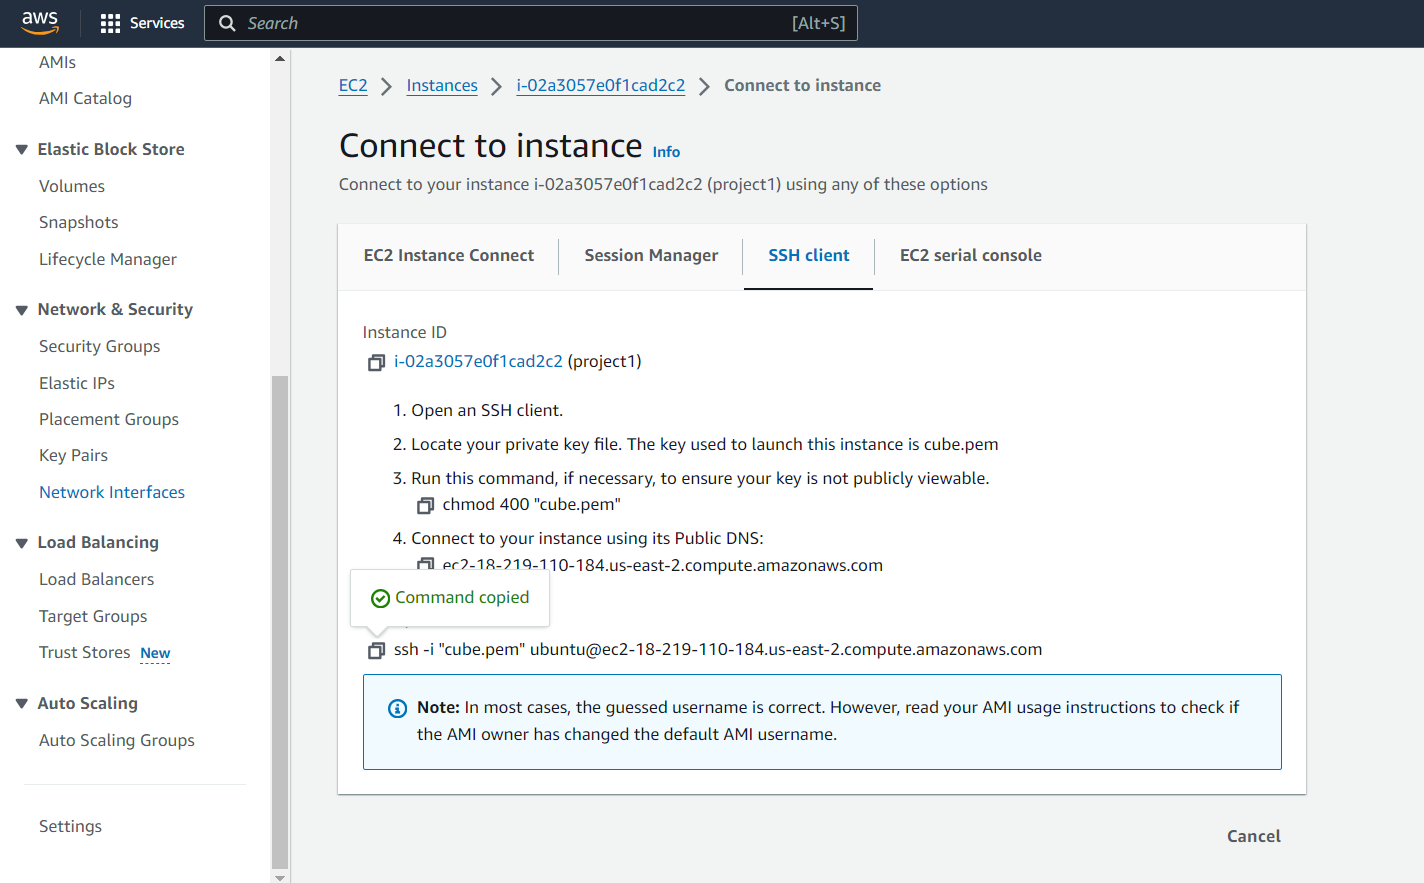 aws
Services
Search
[Alt+S]
AMIs
AMI Catalog
Elastic Block Store
Volumes
Snapshots
Lifecycle Manager
Network & Security
Security Groups
Elastic IPs
Placement Groups
Key Pairs
Network Interfaces
Load Balancing
Load Balancers
Target Groups
Trust Stores New
Auto Scaling
Auto Scaling Groups
Settings
EC2 > Instances > i-02a3057e0f1cad2c2 > Connect to instance
Connect to instance Info
Connect to your instance i-02a3057e0f1cad2c2 (project1) using any of these options
EC2 Instance Connect
Session Manager
SSH client
EC2 serial console
Instance ID
i-02a3057e0f1cad2c2 (project1)
1. Open an SSH client.
2. Locate your private key file. The key used to launch this instance is cube.pem
3. Run this command, if necessary, to ensure your key is not publicly viewable.
chmod 400 "cube.pem"
4. Connect to your instance using its Public DNS:
ec2-18-219-110-184.us-east-2.compute.amazonaws.com
Command copied
ssh -i "cube.pem" ubuntu@ec2-18-219-110-184.us-east-2.compute.amazonaws.com
Note: In most cases, the guessed username is correct. However, read your AMI usage instructions to check if
the AMI owner has changed the default AMI username.
Cancel